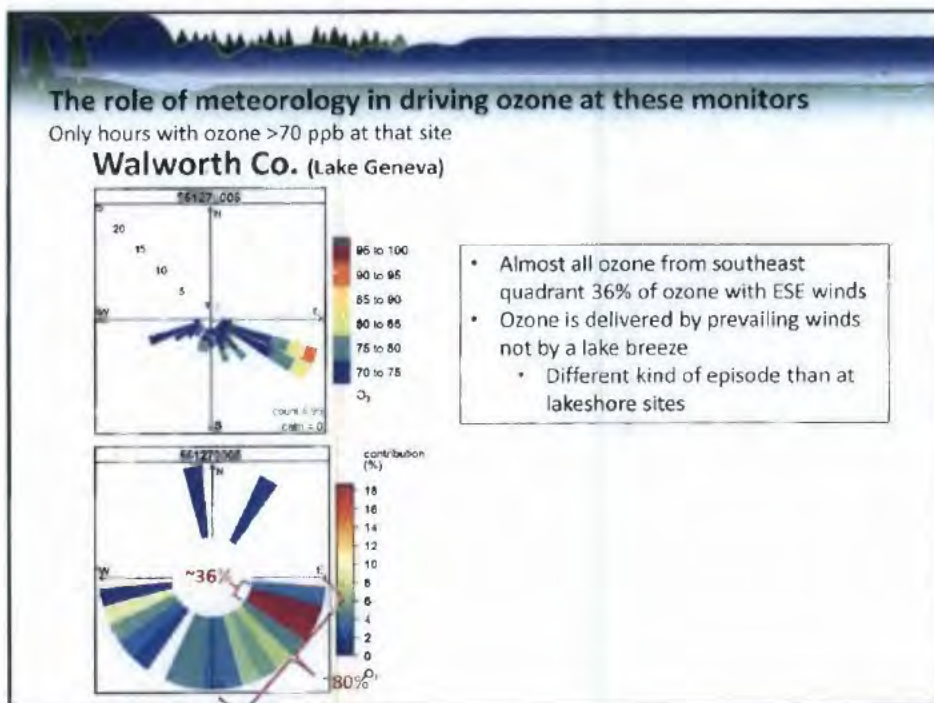 The role of meteorology in driving ozone at these monitors
Only hours with ozone >70 ppb at that site
Walworth Co. (Lake Geneva)
N
20
15
10
5
W
S
95 to 100
90 to 95
85 to 90
80 to 85
75 to 80
70 to 75
O₃
calm = 0
• Almost all ozone from southeast
quadrant 36% of ozone with ESE winds
• Ozone is delivered by prevailing winds
not by a lake breeze
• Different kind of episode than at
lakeshore sites
contribution
(%)
N
W
~36%
18
16
14
12
10
8
6
4
2
0
O₃
~80%